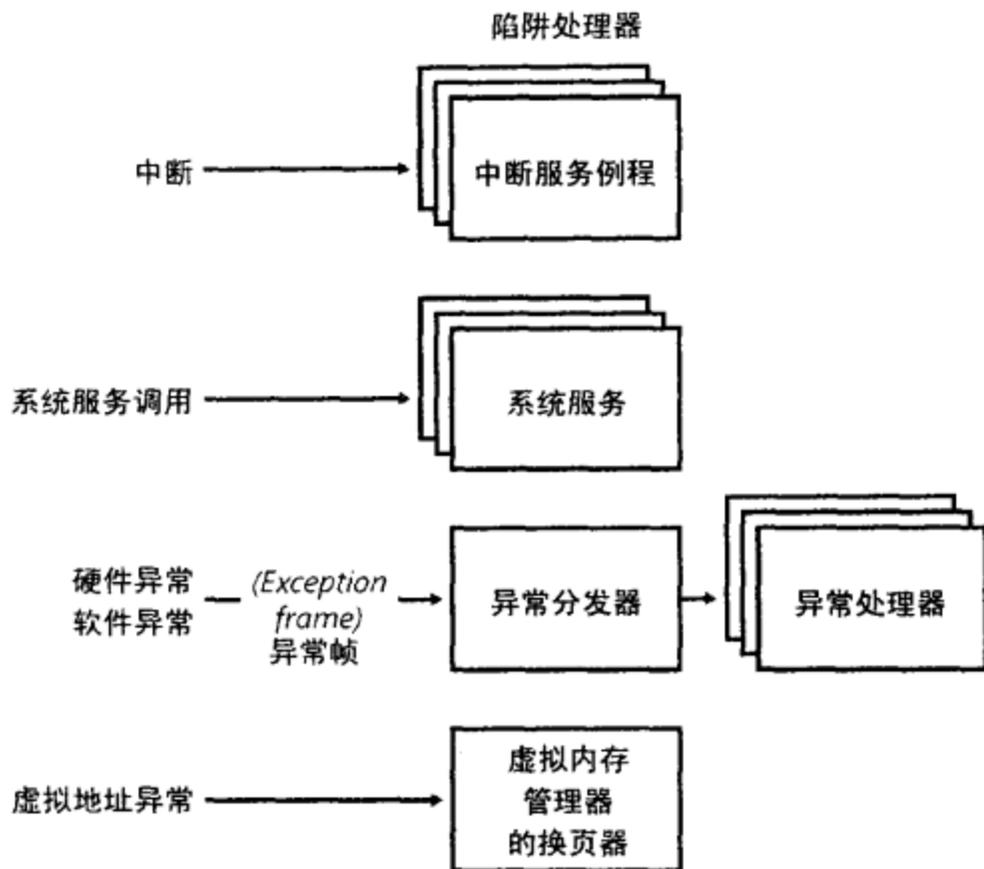 陷阱处理器
中断
中断服务例程
系统服务调用
系统服务
硬件异常
软件异常
(Exception
frame)
异常帧
异常分发器
异常处理器
虚拟地址异常
虚拟内存
管理器
的换页器